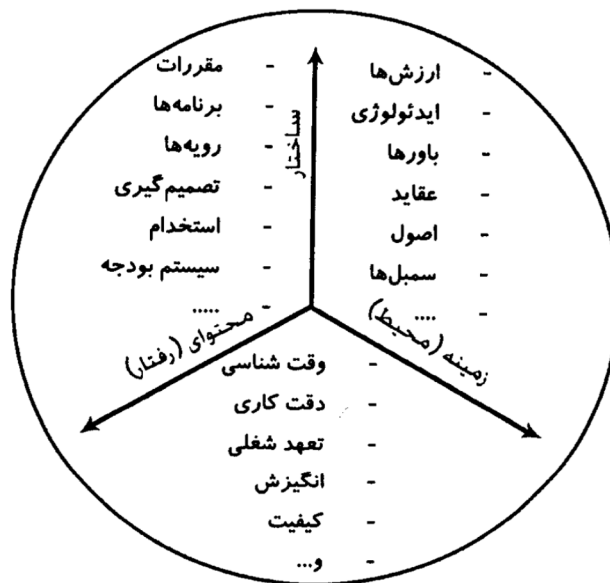 ارزش‌ها -
ایدئولوژی -
باورها -
عقاید -
اصول -
سمبل‌ها -
.... -
زمینه (محیط)
ساختار
مقررات -
برنامه‌ها -
رویه‌ها -
تصمیم‌گیری -
استخدام -
سیستم بودجه -
..... -
محتوای (رفتار)
وقت شناسی -
دقت کاری -
تعهد شغلی -
انگیزش -
کیفیت -
و... -